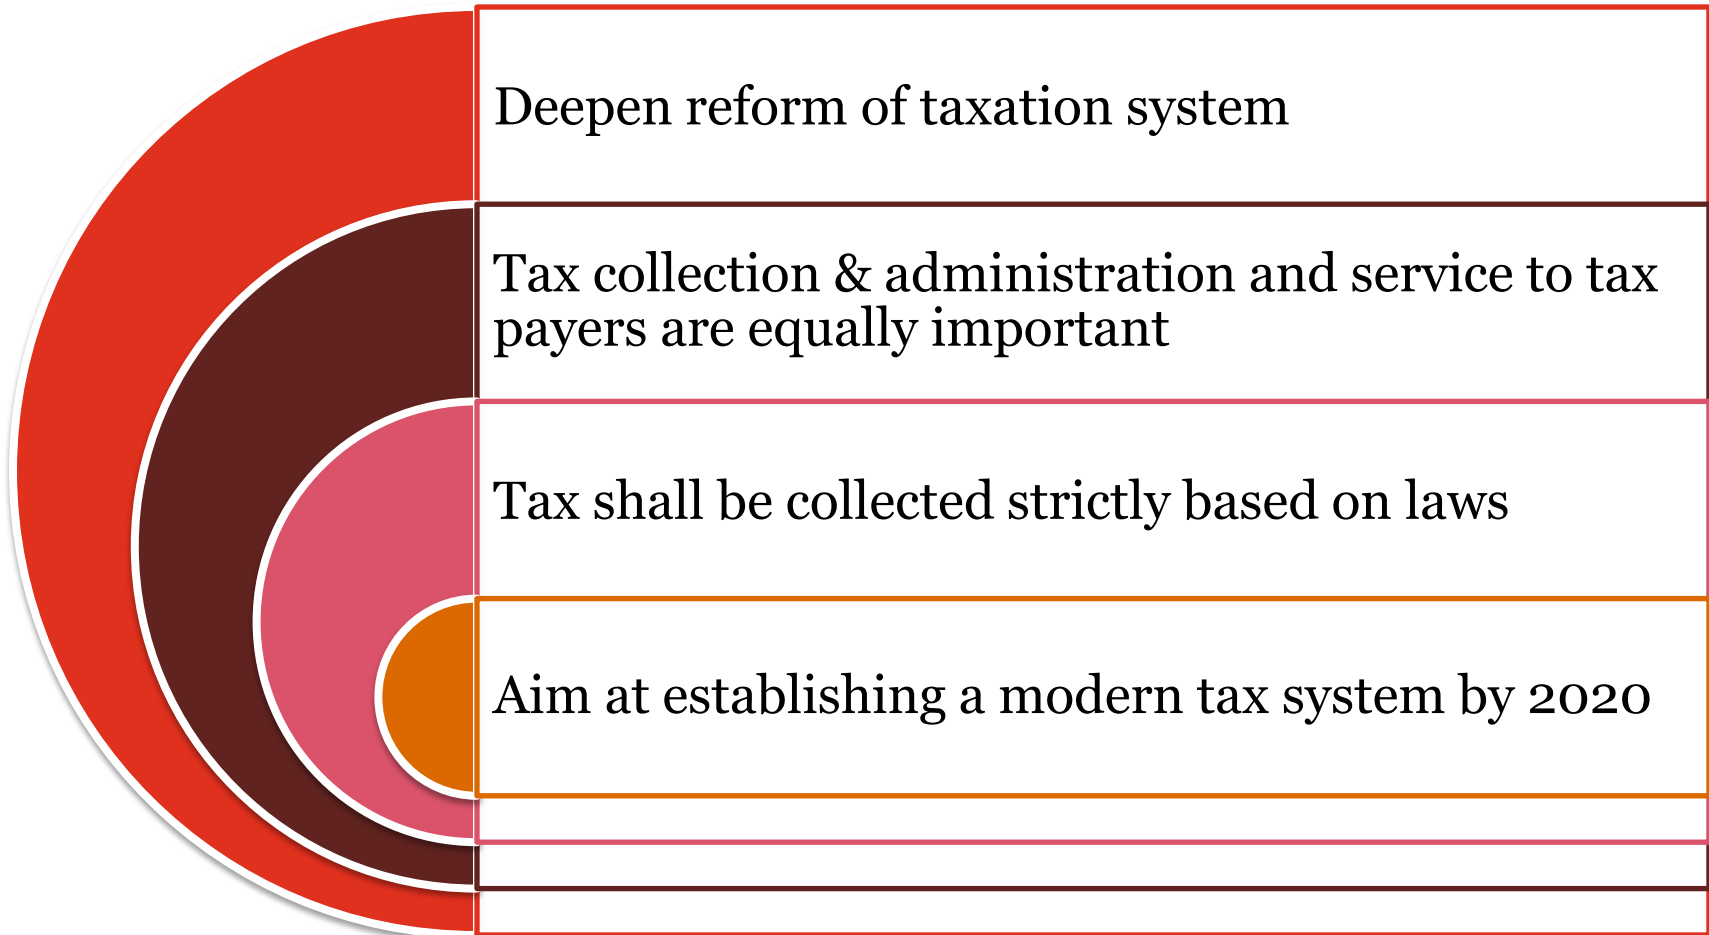 Deepen reform of taxation system
Tax collection & administration and service to tax
payers are equally important
Tax shall be collected strictly based on laws
Aim at establishing a modern tax system by 2020